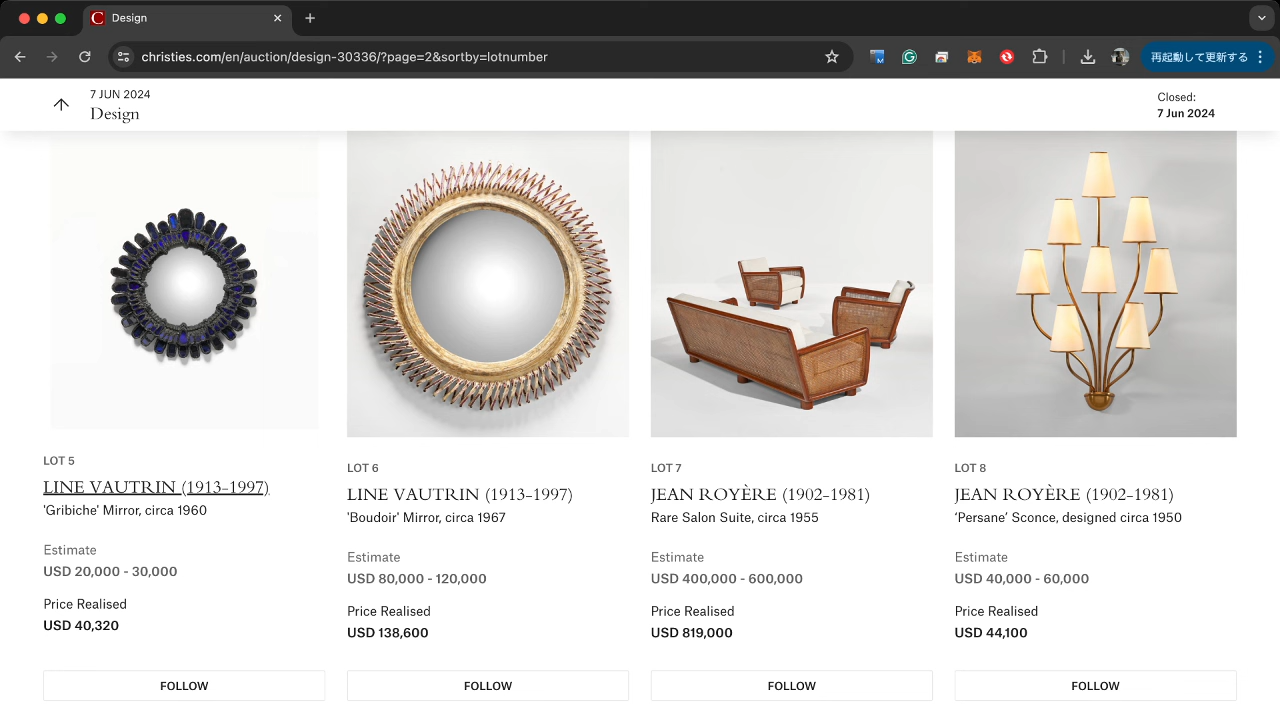 Design
christies.com/en/auction/design-30336/?page=2&sortby=lotnumber
再起動して更新する
7 JUN 2024
Design
Closed:
7 Jun 2024
LOT 5
LINE VAUTRIN (1913-1997)
'Gribiche' Mirror, circa 1960
Estimate
USD 20,000 - 30,000
Price Realised
USD 40,320
FOLLOW
LOT 6
LINE VAUTRIN (1913-1997)
'Boudoir' Mirror, circa 1967
Estimate
USD 80,000 - 120,000
Price Realised
USD 138,600
FOLLOW
LOT 7
JEAN ROYÈRE (1902-1981)
Rare Salon Suite, circa 1955
Estimate
USD 400,000 - 600,000
Price Realised
USD 819,000
FOLLOW
LOT 8
JEAN ROYÈRE (1902-1981)
‘Persane’ Sconce, designed circa 1950
Estimate
USD 40,000 - 60,000
Price Realised
USD 44,100
FOLLOW